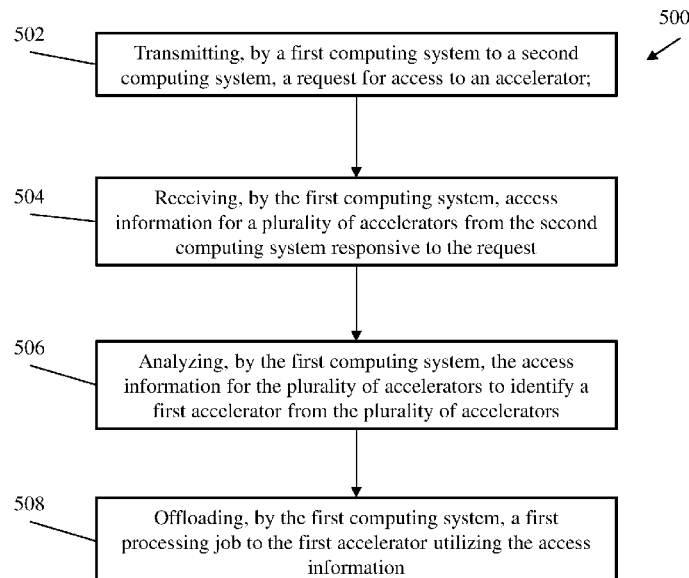 500
502
Transmitting, by a first computing system to a second
computing system, a request for access to an accelerator;
504
Receiving, by the first computing system, access
information for a plurality of accelerators from the second
computing system responsive to the request
506
Analyzing, by the first computing system, the access
information for the plurality of accelerators to identify a
first accelerator from the plurality of accelerators
508
Offloading, by the first computing system, a first
processing job to the first accelerator utilizing the access
information